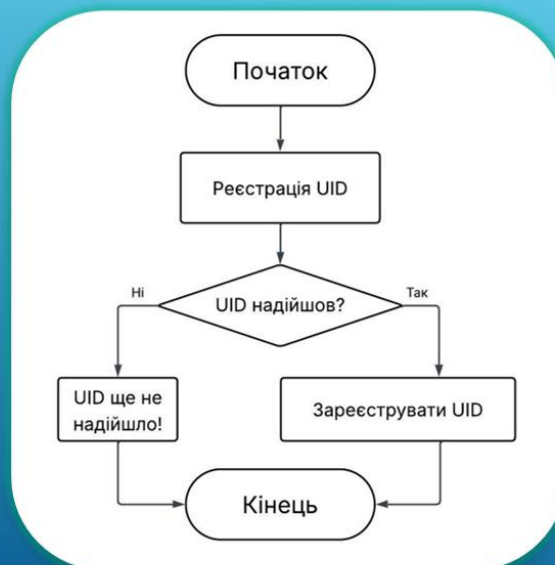 Початок
Реєстрація UID
UID надійшов?
Ні
Так
UID ще не
надійшло!
Зареєструвати UID
Кінець